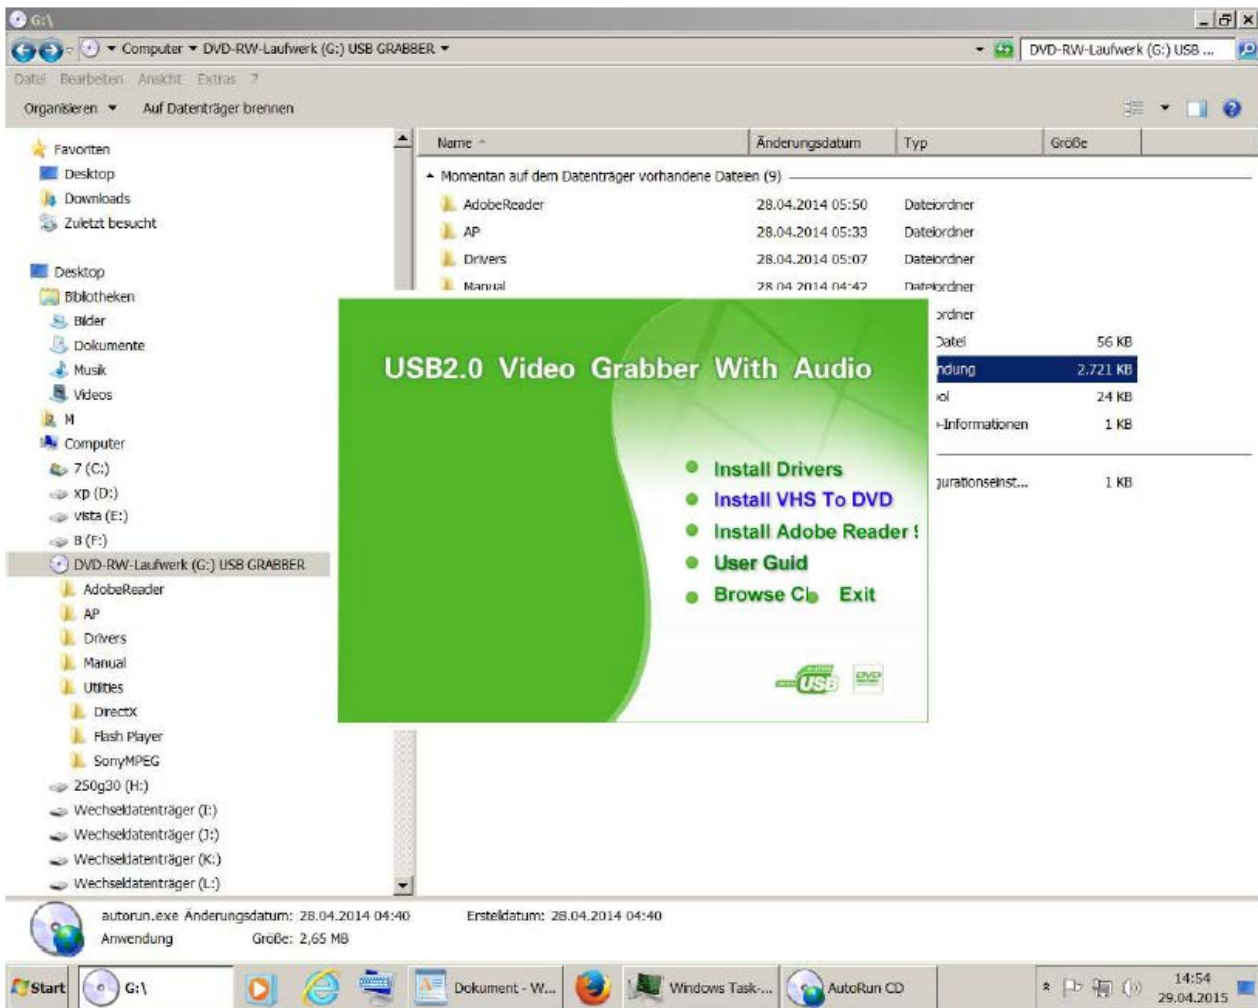 G:\
Computer DVD-RW-Laufwerk (G:) USB GRABBER
DVD-RW-Laufwerk (G:) USB ...
Datei Bearbeiten Ansicht Extras ?
Organisieren Auf Datenträger brennen
Favoriten
Desktop
Downloads
Zuletzt besucht
Desktop
Bibliotheken
Bilder
Dokumente
Musik
Videos
M
Computer
7 (C:)
xp (D:)
vista (E:)
8 (F:)
DVD-RW-Laufwerk (G:) USB GRABBER
AdobeReader
AP
Drivers
Manual
Utilities
DirectX
Flash Player
SonyMPEG
250g30 (H:)
Wechseldatenträger (I:)
Wechseldatenträger (J:)
Wechseldatenträger (K:)
Wechseldatenträger (L:)
Name Änderungsdatum Typ Größe
Momentan auf dem Datenträger vorhandene Dateien (9)
AdobeReader 28.04.2014 05:50 Dateiordner
AP 28.04.2014 05:33 Dateiordner
Drivers 28.04.2014 05:07 Dateiordner
Manual 28.04.2014 04:42 Dateiordner
ordner
Datei 56 KB
ndung 2.721 KB
ol 24 KB
-Informationen 1 KB
gurationseinst... 1 KB
USB2.0 Video Grabber With Audio
Install Drivers
Install VHS To DVD
Install Adobe Reader
User Guid
Browse Exit
USB
DVD
autorun.exe Änderungsdatum: 28.04.2014 04:40 Erstelldatum: 28.04.2014 04:40
Anwendung Größe: 2,65 MB
Start G:\ Dokument - W... Windows Task-... AutoRun CD 14:54
29.04.2015